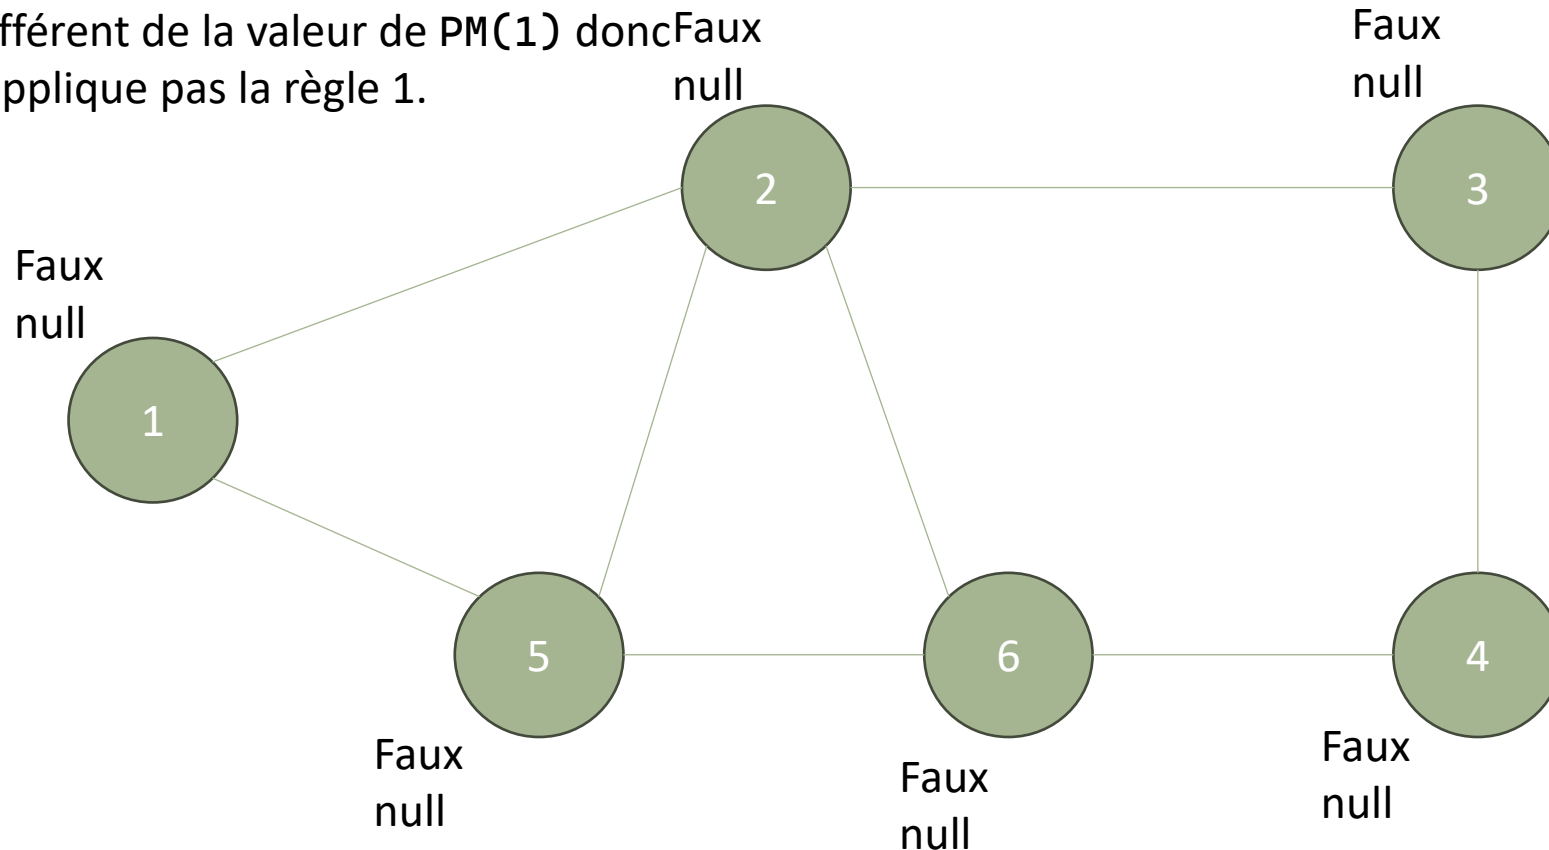 fférent de la valeur de PM(1) donc
pplique pas la règle 1.
Faux
null
Faux
null
2
3
Faux
null
1
5
6
4
Faux
null
Faux
null
Faux
null